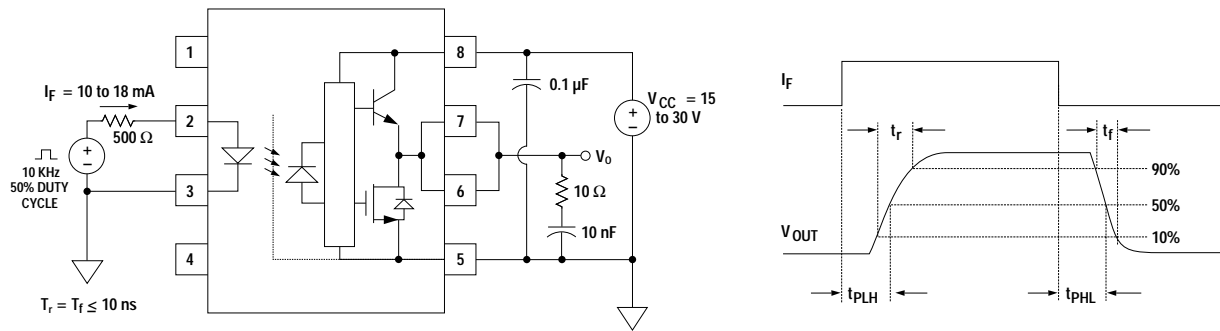 1
8
I_F = 10 to 18 mA
0.1 µF
V_CC = 15
to 30 V
2
500 Ω
+
–
7
V_O
10 KHz
50% DUTY
CYCLE
3
6
10 Ω
10 nF
4
5
T_r = T_f ≤ 10 ns
+
–
I_F
t_r
t_f
90%
50%
10%
V_OUT
t_PLH
t_PHL